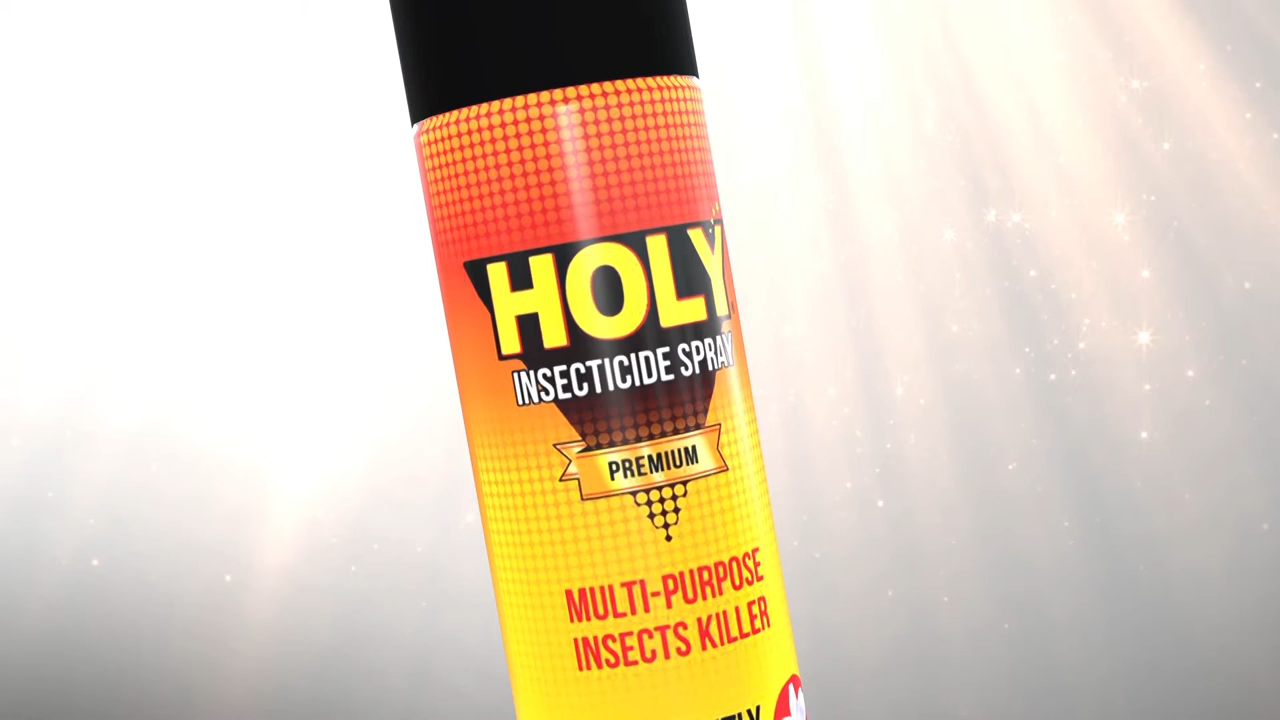 HOLY
INSECTICIDE SPRAY
PREMIUM
MULTI-PURPOSE
INSECTS KILLER